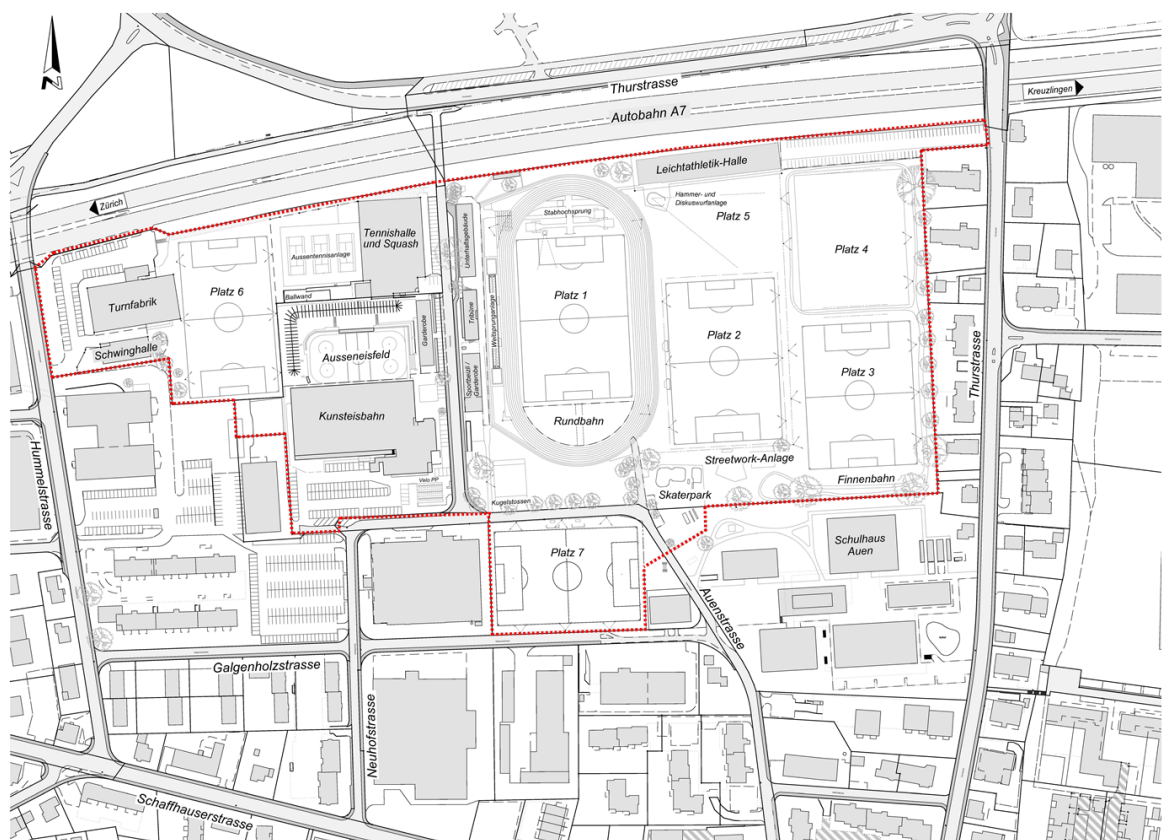 N
Thurstrasse
Autobahn A7
Kreuzlingen
Zürich
Leichtathletik-Halle
Hammer- und
Diskuswurfanlage
Platz 5
Stabhochsprung
Tennishalle
und Squash
Unterhaltsgebäude
Aussentennisanlage
Platz 4
Turnfabrik
Platz 6
Ballwand
Platz 1
Tribüne
Weitsprunganlage
Garderobe
Platz 2
Schwinghalle
Ausseneisfeld
Platz 3
Thurstrasse
Sportbeizli /
Garderobe
Kunsteisbahn
Rundbahn
Streetwork-Anlage
Hummelstrasse
Velo PP
Finnenbahn
Kugelstossen
Skaterpark
Schulhaus
Auen
Platz 7
Auenstrasse
Galgenholzstrasse
Neuhofstrasse
Schaffhauserstrasse